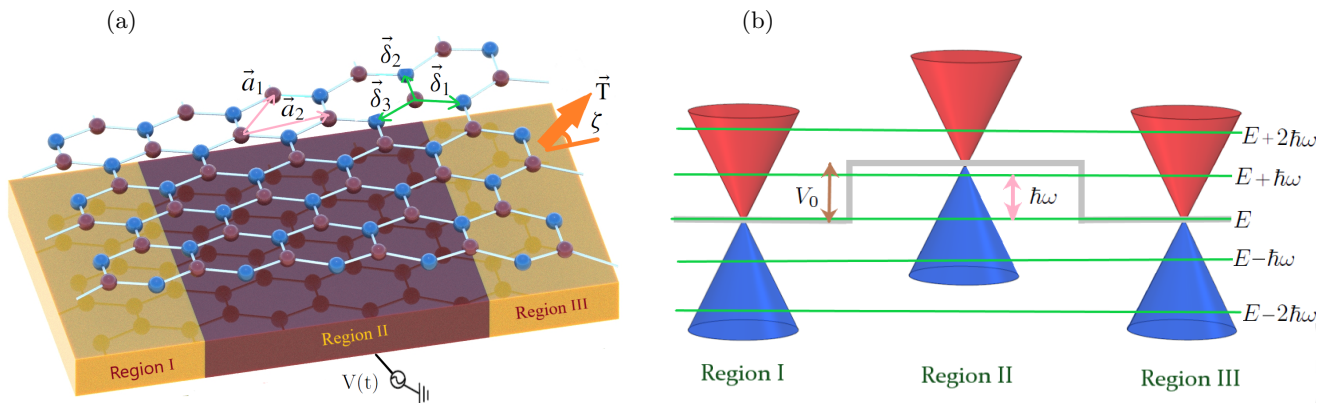 (a)
(b)
δ⃗₂
a⃗₁
δ⃗₁
T⃗
a⃗₂
δ⃗₃
ζ
E+2ħω
V₀
E+ħω
ħω
E
E−ħω
E−2ħω
Region I
Region II
Region III
V(t)
Region I
Region II
Region III